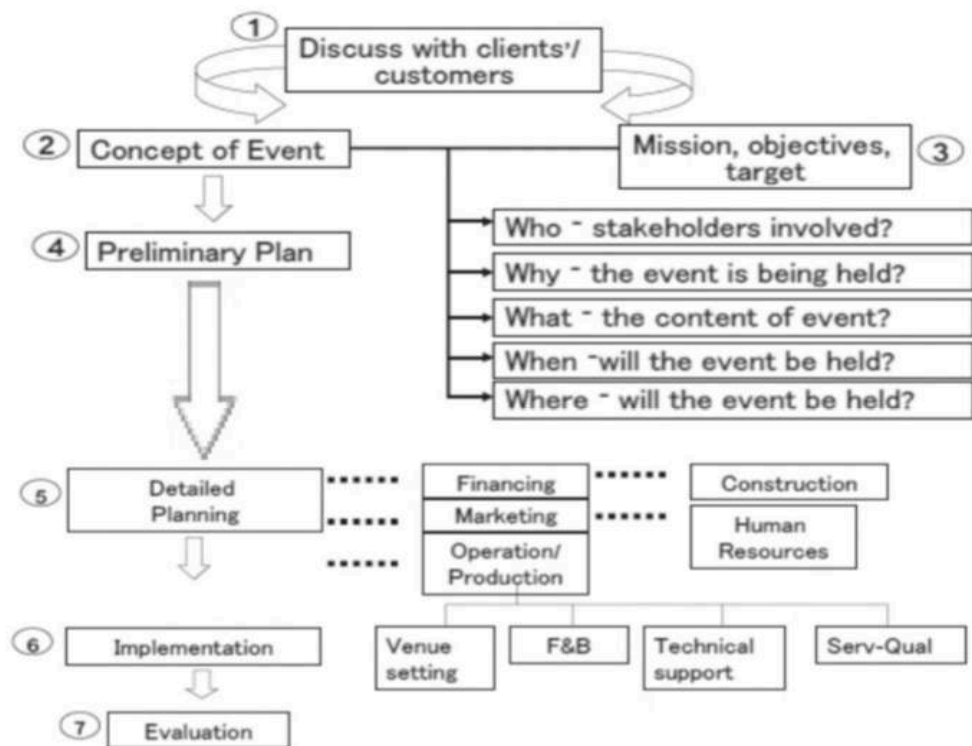 1
Discuss with clients'/
customers
2
Concept of Event
Mission, objectives,
target
3
Who - stakeholders involved?
4
Preliminary Plan
Why - the event is being held?
What - the content of event?
When -will the event be held?
Where - will the event be held?
5
Detailed
Planning
Financing
Construction
Marketing
Human
Resources
Operation/
Production
6
Implementation
Venue
setting
F&B
Technical
support
Serv-Qual
7
Evaluation